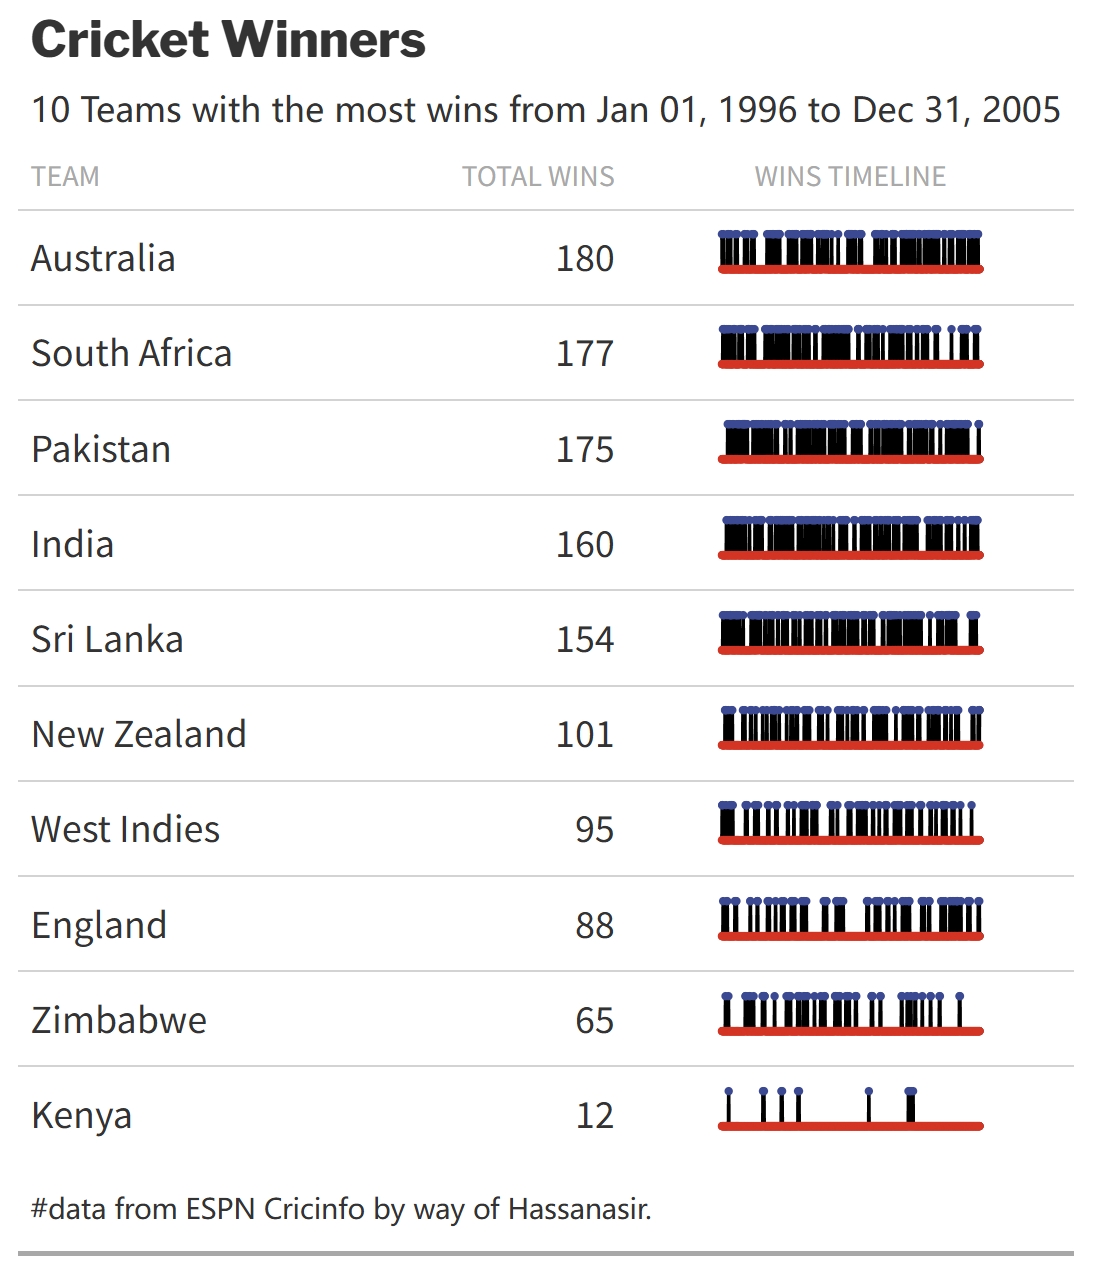 Cricket Winners
10 Teams with the most wins from Jan 01, 1996 to Dec 31, 2005
TEAM TOTAL WINS WINS TIMELINE
Australia 180
South Africa 177
Pakistan 175
India 160
Sri Lanka 154
New Zealand 101
West Indies 95
England 88
Zimbabwe 65
Kenya 12
#data from ESPN Cricinfo by way of Hassanasir.